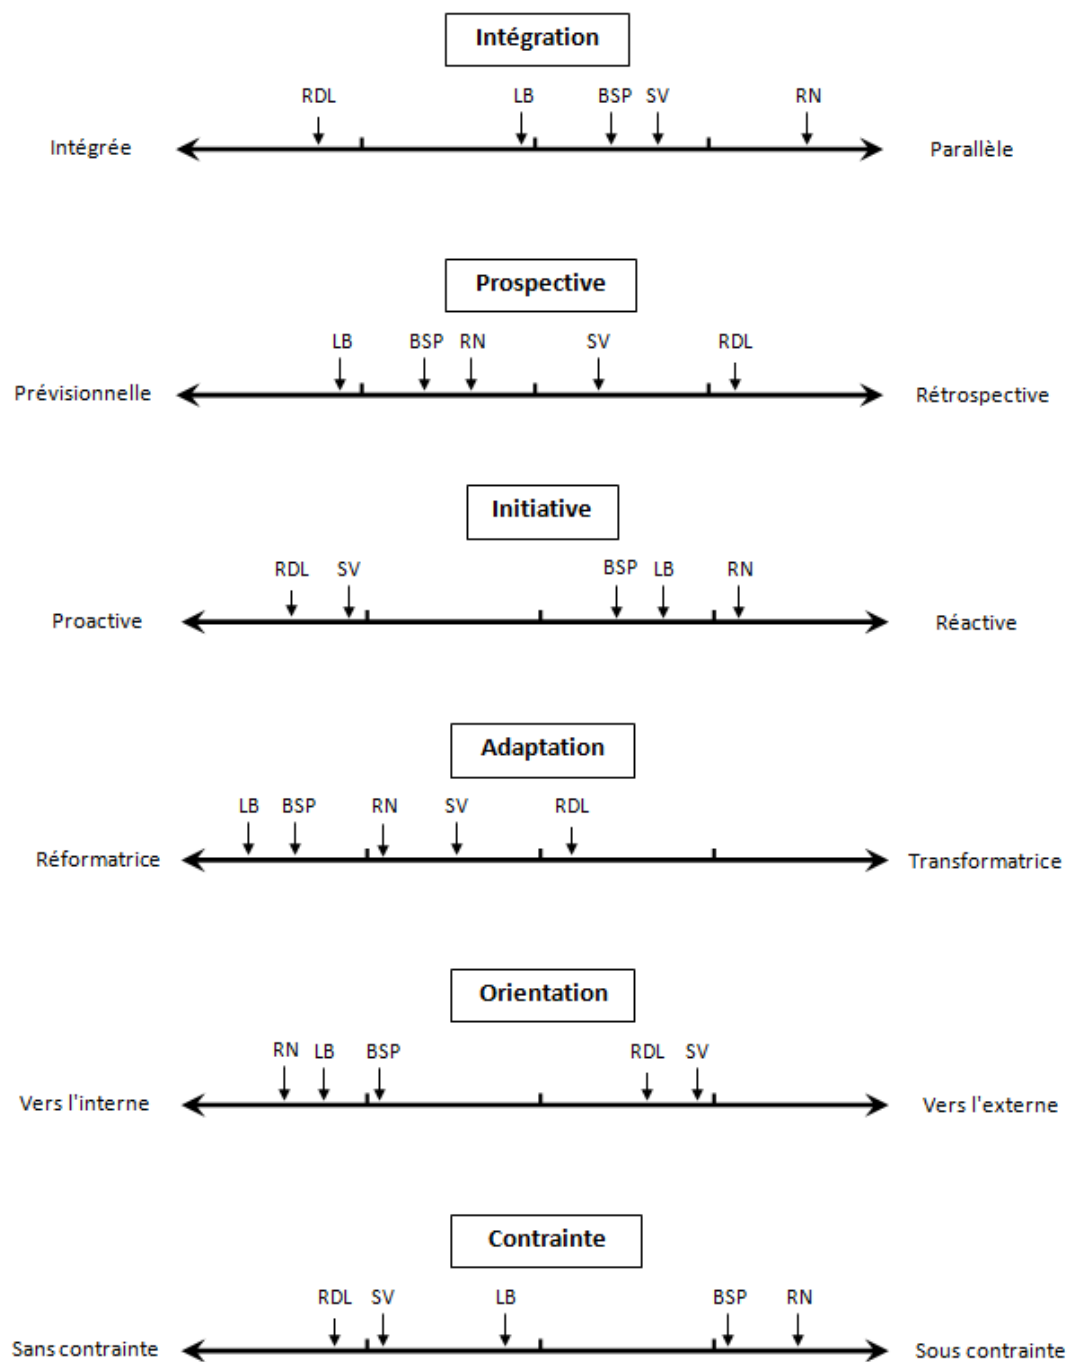 Intégration
RDL LB BSP SV RN
Intégrée Parallèle
Prospective
LB BSP RN SV RDL
Prévisionnelle Rétrospective
Initiative
RDL SV BSP LB RN
Proactive Réactive
Adaptation
LB BSP RN SV RDL
Réformatrice Transformatrice
Orientation
RN LB BSP RDL SV
Vers l'interne Vers l'externe
Contrainte
RDL SV LB BSP RN
Sans contrainte Sous contrainte